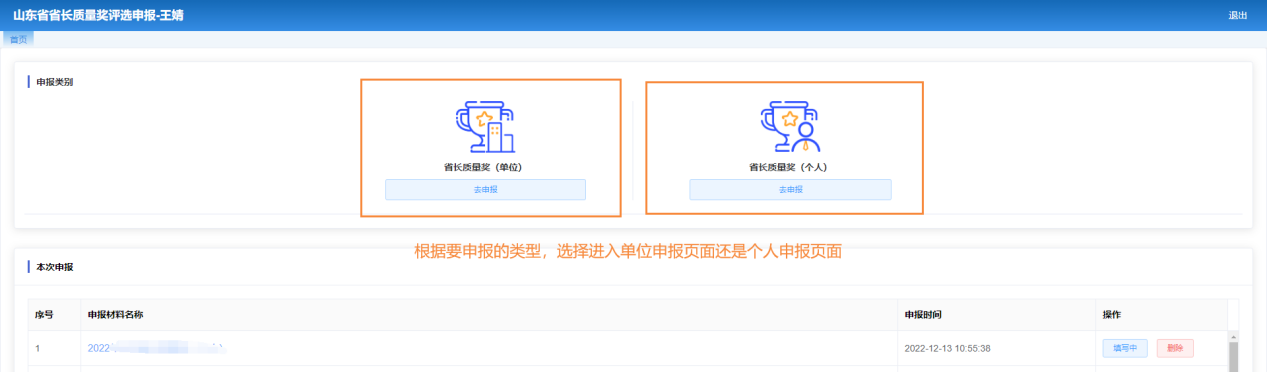 山东省省长质量奖评选申报-王婧
退出
首页
申报类别
省长质量奖（单位）
省长质量奖（个人）
去申报
去申报
根据要申报的类型，选择进入单位申报页面还是个人申报页面
本次申报
序号 申报材料名称 申报时间 操作
1 2022 2022-12-13 10:55:38 填写中 删除